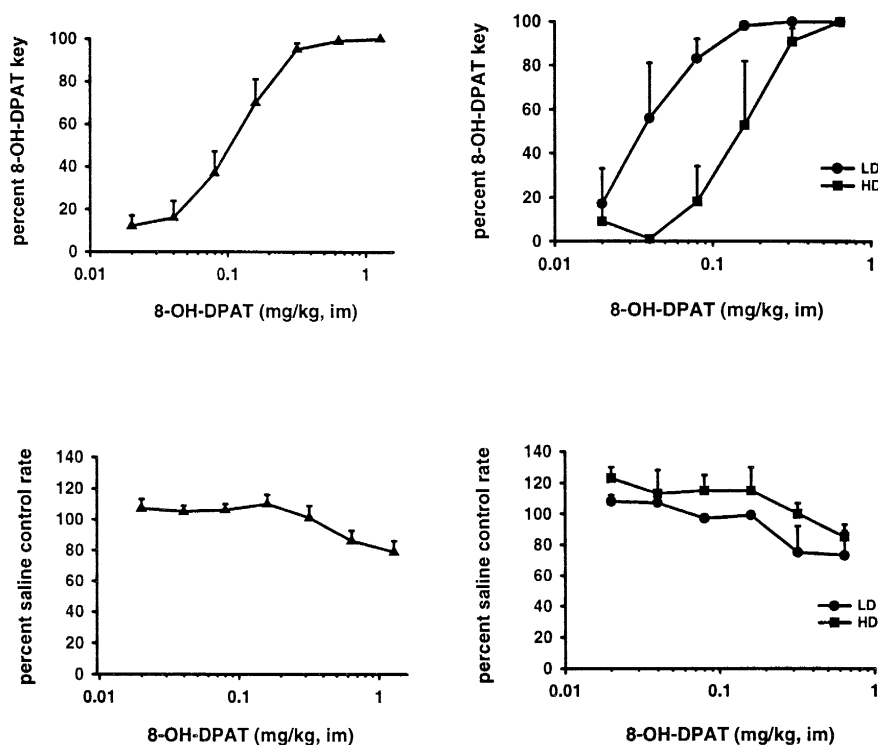 percent 8-OH-DPAT key
100
80
60
40
20
0
0.01 0.1 1
8-OH-DPAT (mg/kg, im)
percent 8-OH-DPAT key
100
80
60
40
20
0
LD
HD
0.01 0.1 1
8-OH-DPAT (mg/kg, im)
percent saline control rate
140
120
100
80
60
40
20
0
0.01 0.1 1
8-OH-DPAT (mg/kg, im)
percent saline control rate
140
120
100
80
60
40
20
0
LD
HD
0.01 0.1 1
8-OH-DPAT (mg/kg, im)